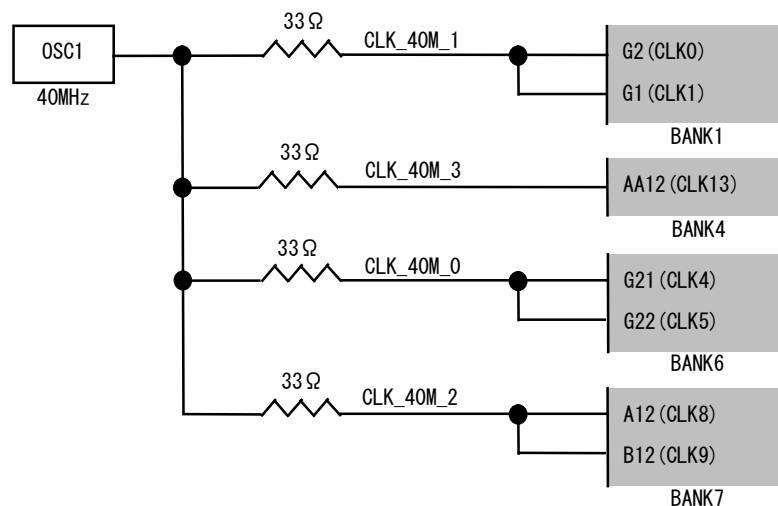 OSC1
40MHz
33Ω
CLK_40M_1
G2(CLK0)
G1(CLK1)
BANK1
33Ω
CLK_40M_3
AA12(CLK13)
BANK4
33Ω
CLK_40M_0
G21(CLK4)
G22(CLK5)
BANK6
33Ω
CLK_40M_2
A12(CLK8)
B12(CLK9)
BANK7